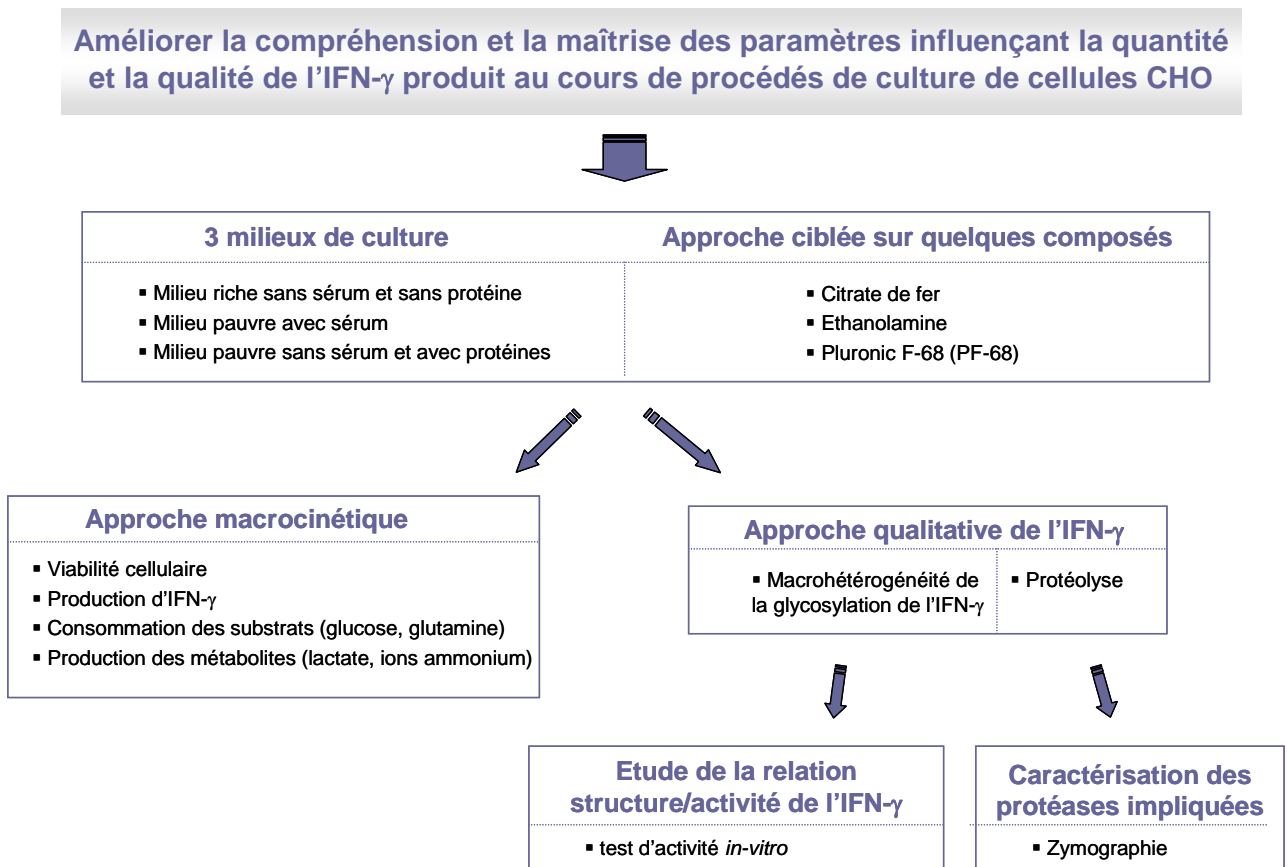 Améliorer la compréhension et la maîtrise des paramètres influençant la quantité
et la qualité de l'IFN-γ produit au cours de procédés de culture de cellules CHO
3 milieux de culture
▪ Milieu riche sans sérum et sans protéine
▪ Milieu pauvre avec sérum
▪ Milieu pauvre sans sérum et avec protéines
Approche ciblée sur quelques composés
▪ Citrate de fer
▪ Ethanolamine
▪ Pluronic F-68 (PF-68)
Approche macrocinétique
▪ Viabilité cellulaire
▪ Production d'IFN-γ
▪ Consommation des substrats (glucose, glutamine)
▪ Production des métabolites (lactate, ions ammonium)
Approche qualitative de l'IFN-γ
▪ Macrohétérogénéité de
la glycosylation de l'IFN-γ
▪ Protéolyse
Etude de la relation
structure/activité de l'IFN-γ
▪ test d'activité in-vitro
Caractérisation des
protéases impliquées
▪ Zymographie